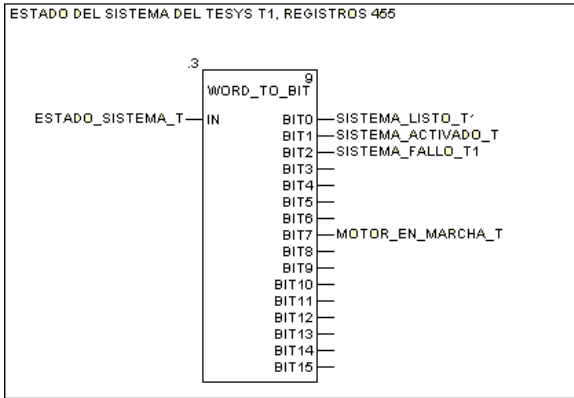 ESTADO DEL SISTEMA DEL TESYS T1, REGISTROS 455
.3
9
WORD_TO_BIT
ESTADO_SISTEMA_T IN BIT0 SISTEMA_LISTO_T
BIT1 SISTEMA_ACTIVADO_T
BIT2 SISTEMA_FALLO_T1
BIT3
BIT4
BIT5
BIT6
BIT7 MOTOR_EN_MARCHA_T
BIT8
BIT9
BIT10
BIT11
BIT12
BIT13
BIT14
BIT15